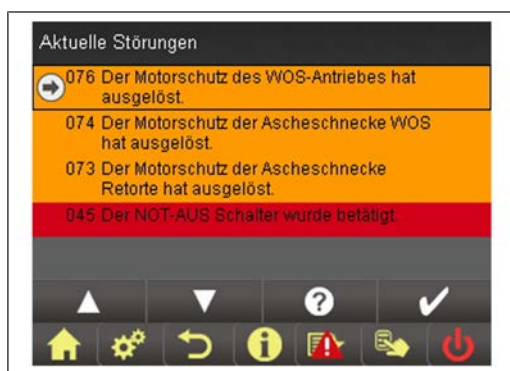 Aktuelle Störungen
076 Der Motorschutz des WOS-Antriebes hat
ausgelöst.
074 Der Motorschutz der Ascheschnecke WOS
hat ausgelöst.
073 Der Motorschutz der Ascheschnecke
Retorte hat ausgelöst.
045 Der NOT-AUS Schalter wurde betätigt.